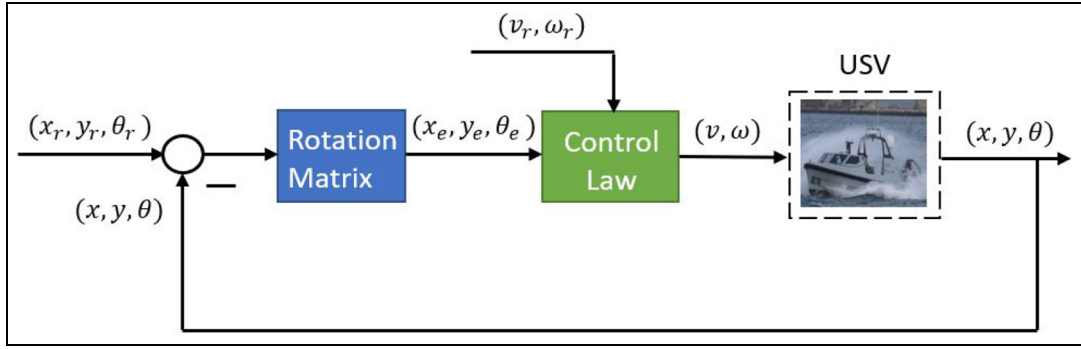 (v_r, ω_r)
USV
(x_r, y_r, θ_r)
Rotation
Matrix
(x_e, y_e, θ_e)
Control
Law
(v, ω)
(x, y, θ)
−
(x, y, θ)